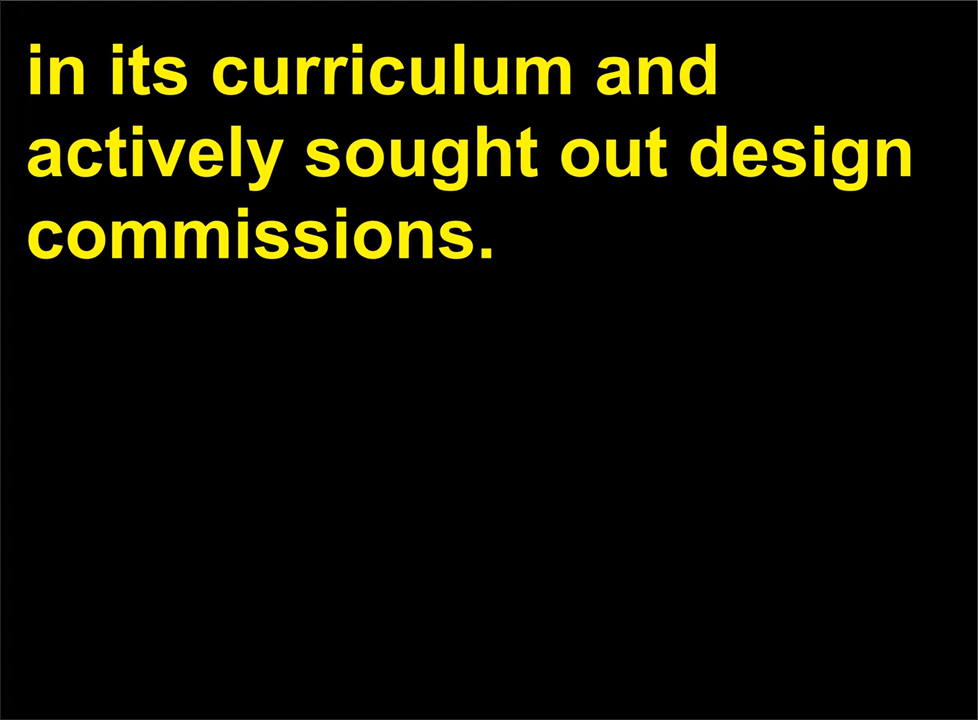 in its curriculum and
actively sought out design
commissions.